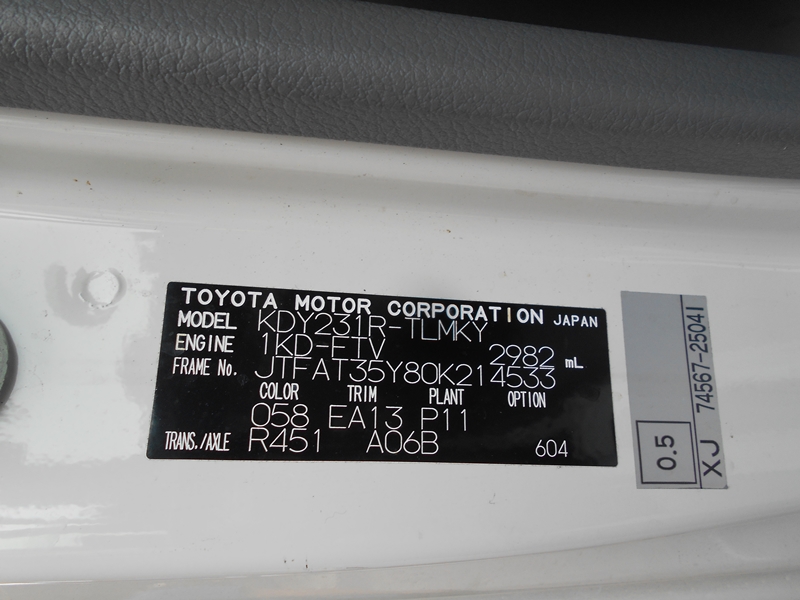 TOYOTA MOTOR CORPORATION JAPAN
MODEL KDY231R-TLMKY
ENGINE 1KD-FTV 2982 mL
FRAME No. JTFAT35Y80K214533
COLOR TRIM PLANT OPTION
058 EA13 P11
TRANS./AXLE R451 A06B 604
0.5
XJ 74567-25041